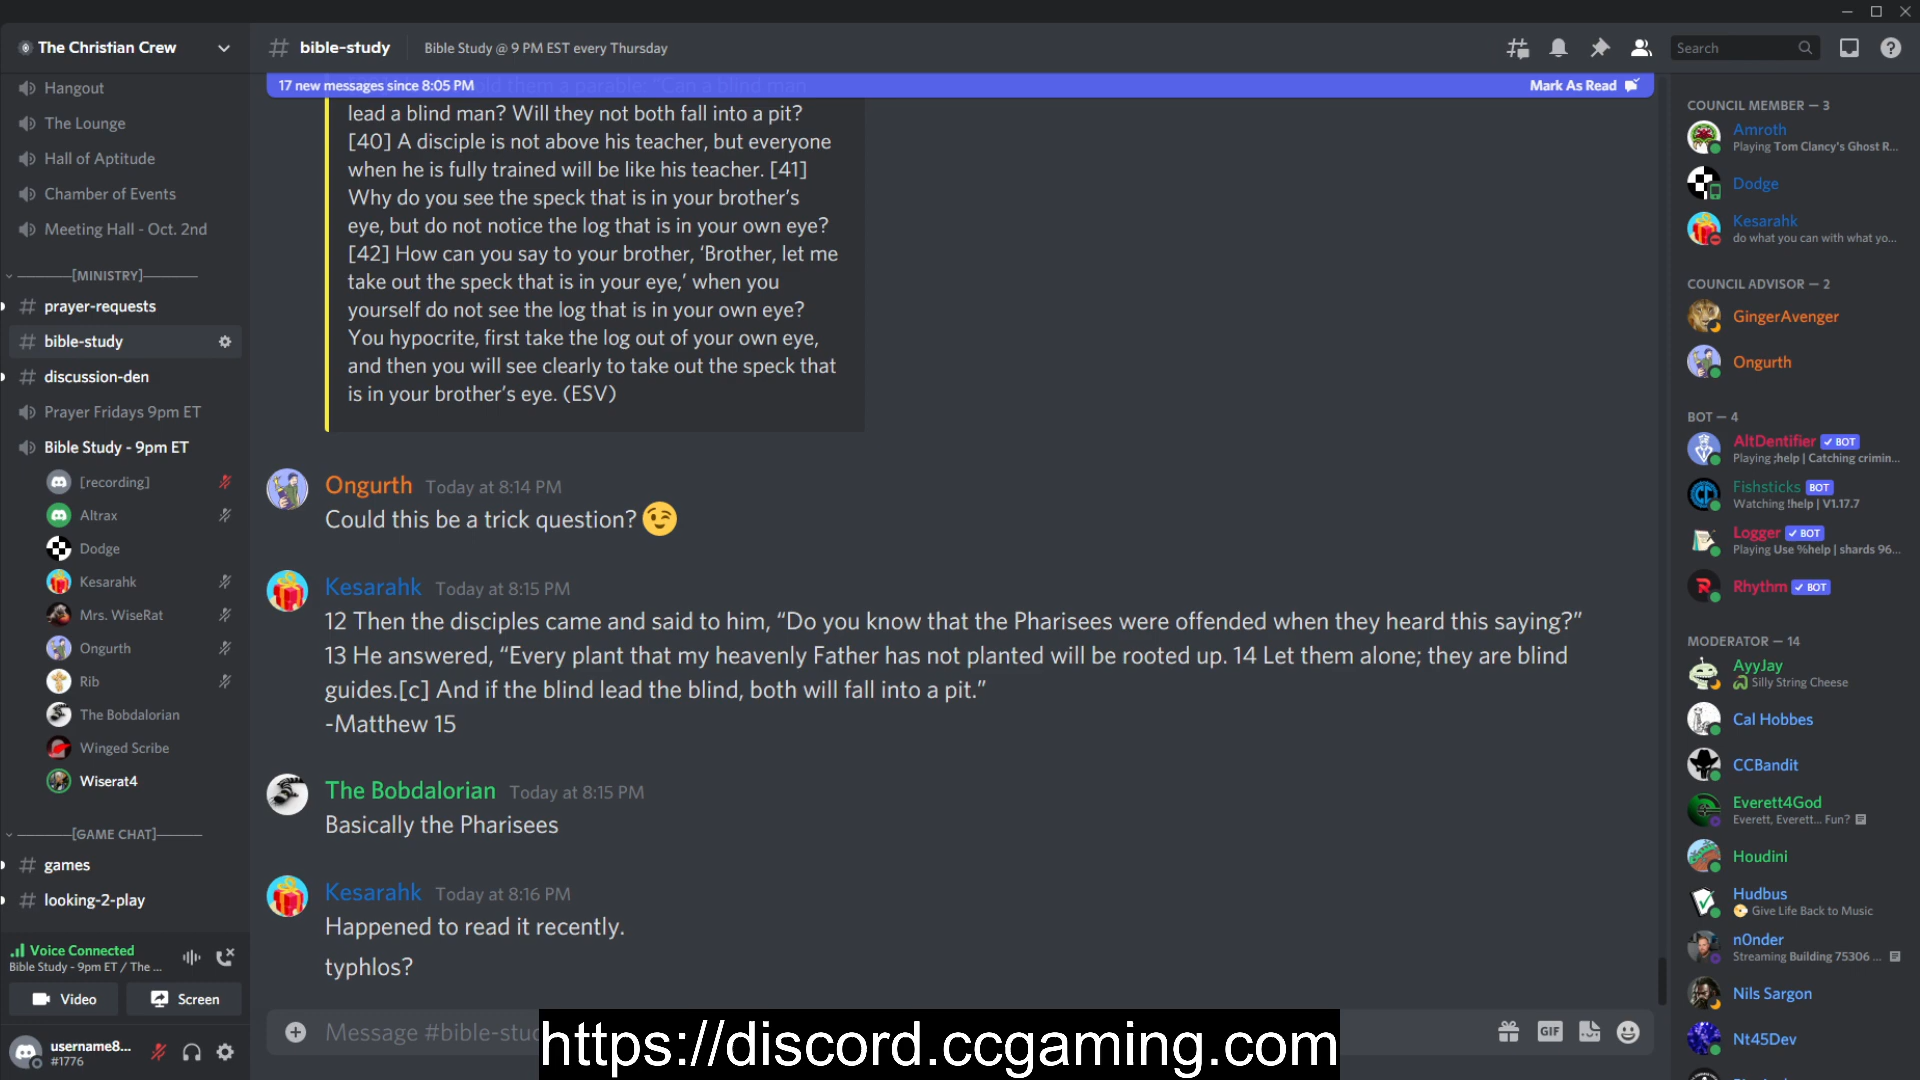 The Christian Crew
Hangout
The Lounge
Hall of Aptitude
Chamber of Events
Meeting Hall - Oct. 2nd
[MINISTRY]
# prayer-requests
# bible-study
# discussion-den
Prayer Fridays 9pm ET
Bible Study - 9pm ET
[recording]
Altrax
Dodge
Kesarahk
Mrs. WiseRat
Ongurth
Rib
The Bobdalorian
Winged Scribe
Wiserat4
[GAME CHAT]
# games
# looking-2-play
Voice Connected
Bible Study - 9pm ET / The ...
Video
Screen
username8...
#1776
# bible-study
Bible Study @ 9 PM EST every Thursday
Search
17 new messages since 8:05 PM
Mark As Read
told them a parable: “Can a blind man
lead a blind man? Will they not both fall into a pit?
[40] A disciple is not above his teacher, but everyone
when he is fully trained will be like his teacher. [41]
Why do you see the speck that is in your brother’s
eye, but do not notice the log that is in your own eye?
[42] How can you say to your brother, ‘Brother, let me
take out the speck that is in your eye,’ when you
yourself do not see the log that is in your own eye?
You hypocrite, first take the log out of your own eye,
and then you will see clearly to take out the speck that
is in your brother’s eye. (ESV)
Ongurth Today at 8:14 PM
Could this be a trick question? 😉
Kesarahk Today at 8:15 PM
12 Then the disciples came and said to him, “Do you know that the Pharisees were offended when they heard this saying?”
13 He answered, “Every plant that my heavenly Father has not planted will be rooted up. 14 Let them alone; they are blind
guides.[c] And if the blind lead the blind, both will fall into a pit.”
-Matthew 15
The Bobdalorian Today at 8:15 PM
Basically the Pharisees
Kesarahk Today at 8:16 PM
Happened to read it recently.
typhlos?
Message #bible-stu
GIF
https://discord.ccgaming.com
COUNCIL MEMBER — 3
Amroth
Playing Tom Clancy's Ghost R...
Dodge
Kesarahk
do what you can with what yo...
COUNCIL ADVISOR — 2
GingerAvenger
Ongurth
BOT — 4
AltDentifier BOT
Playing ;help | Catching crimin...
Fishsticks BOT
Watching !help | V1.17.7
Logger BOT
Playing Use %help | shards 96...
Rhythm BOT
MODERATOR — 14
AyyJay
Silly String Cheese
Cal Hobbes
CCBandit
Everett4God
Everett, Everett... Fun?
Houdini
Hudbus
Give Life Back to Music
n0nder
Streaming Building 75306 ...
Nils Sargon
Nt45Dev